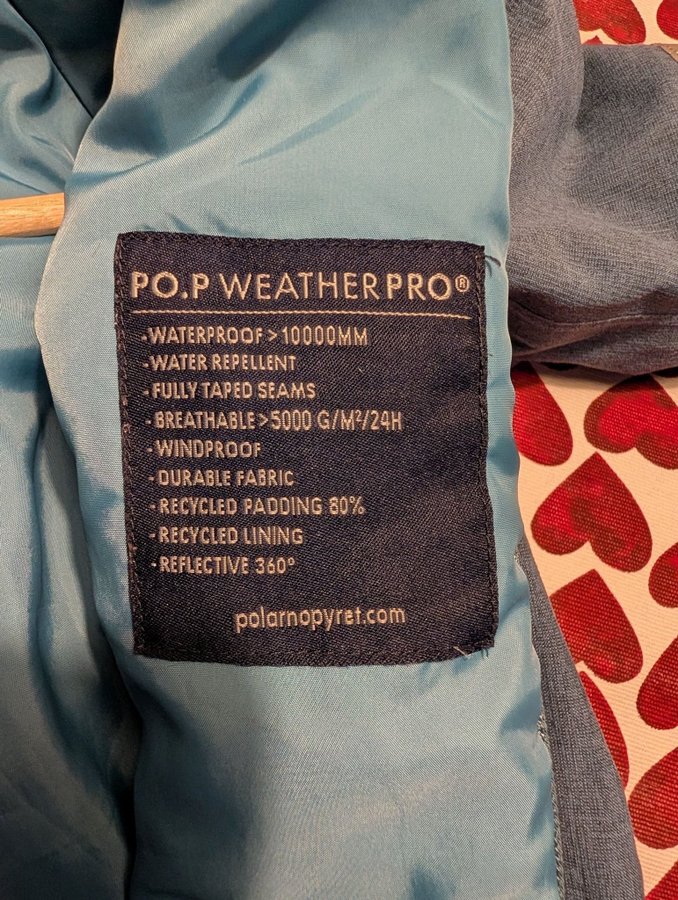 PO.P WEATHERPRO®
-WATERPROOF>10000MM
-WATER REPELLENT
-FULLY TAPED SEAMS
-BREATHABLE>5000 G/M²/24H
-WINDPROOF
-DURABLE FABRIC
-RECYCLED PADDING 80%
-RECYCLED LINING
-REFLECTIVE 360°
polarnopyret.com